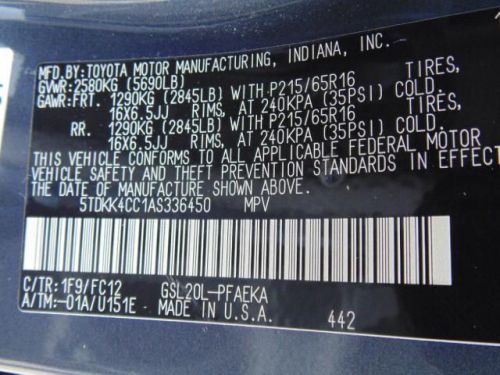 MFD.BY:TOYOTA MOTOR MANUFACTURING, INDIANA, INC.
GVWR:2580KG (5690LB)
GAWR:FRT. 1290KG (2845LB) WITH P215/65R16 TIRES,
16X6.5JJ RIMS, AT 240KPA (35PSI) COLD.
RR. 1290KG (2845LB) WITH P215/65R16 TIRES,
16X6.5JJ RIMS, AT 240KPA (35PSI) COLD.
THIS VEHICLE CONFORMS TO ALL APPLICABLE FEDERAL MOTOR
VEHICLE SAFETY AND THEFT PREVENTION STANDARDS IN EFFECT
ON THE DATE OF MANUFACTURE SHOWN ABOVE.
5TDKK4CC1AS336450 MPV
C/TR:1F9/FC12 GSL20L-PFAEKA
A/TM:-01A/U151E MADE IN U.S.A.
442